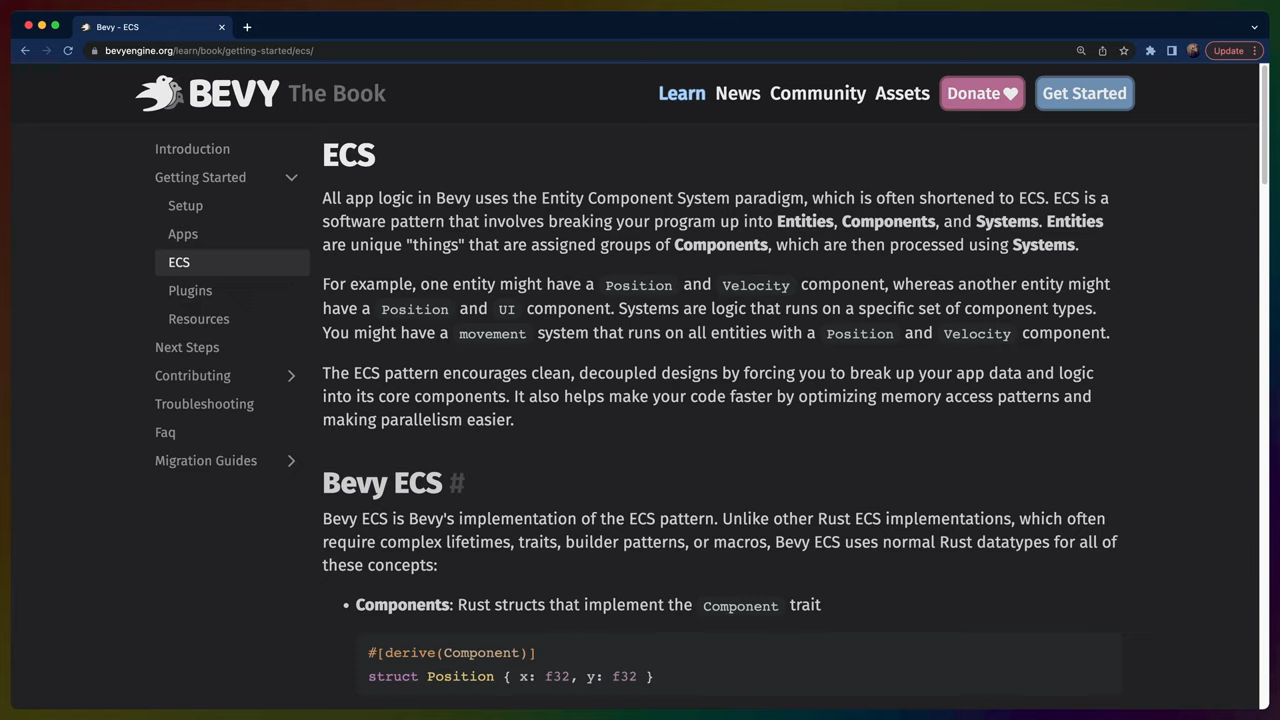 Bevy - ECS
bevyengine.org/learn/book/getting-started/ecs/
Update
BEVY The Book
Learn News Community Assets Donate Get Started
Introduction
Getting Started
Setup
Apps
ECS
Plugins
Resources
Next Steps
Contributing
Troubleshooting
Faq
Migration Guides
ECS
All app logic in Bevy uses the Entity Component System paradigm, which is often shortened to ECS. ECS is a
software pattern that involves breaking your program up into Entities, Components, and Systems. Entities
are unique "things" that are assigned groups of Components, which are then processed using Systems.
For example, one entity might have a Position and Velocity component, whereas another entity might
have a Position and UI component. Systems are logic that runs on a specific set of component types.
You might have a movement system that runs on all entities with a Position and Velocity component.
The ECS pattern encourages clean, decoupled designs by forcing you to break up your app data and logic
into its core components. It also helps make your code faster by optimizing memory access patterns and
making parallelism easier.
Bevy ECS #
Bevy ECS is Bevy's implementation of the ECS pattern. Unlike other Rust ECS implementations, which often
require complex lifetimes, traits, builder patterns, or macros, Bevy ECS uses normal Rust datatypes for all of
these concepts:
• Components: Rust structs that implement the Component trait
#[derive(Component)]
struct Position { x: f32, y: f32 }